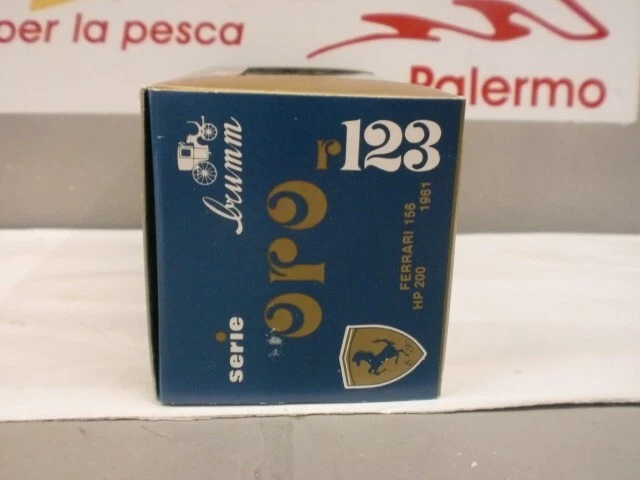 per la pesca
Palermo
brumm
r123
serie oro
FERRARI 156 1961
HP 200